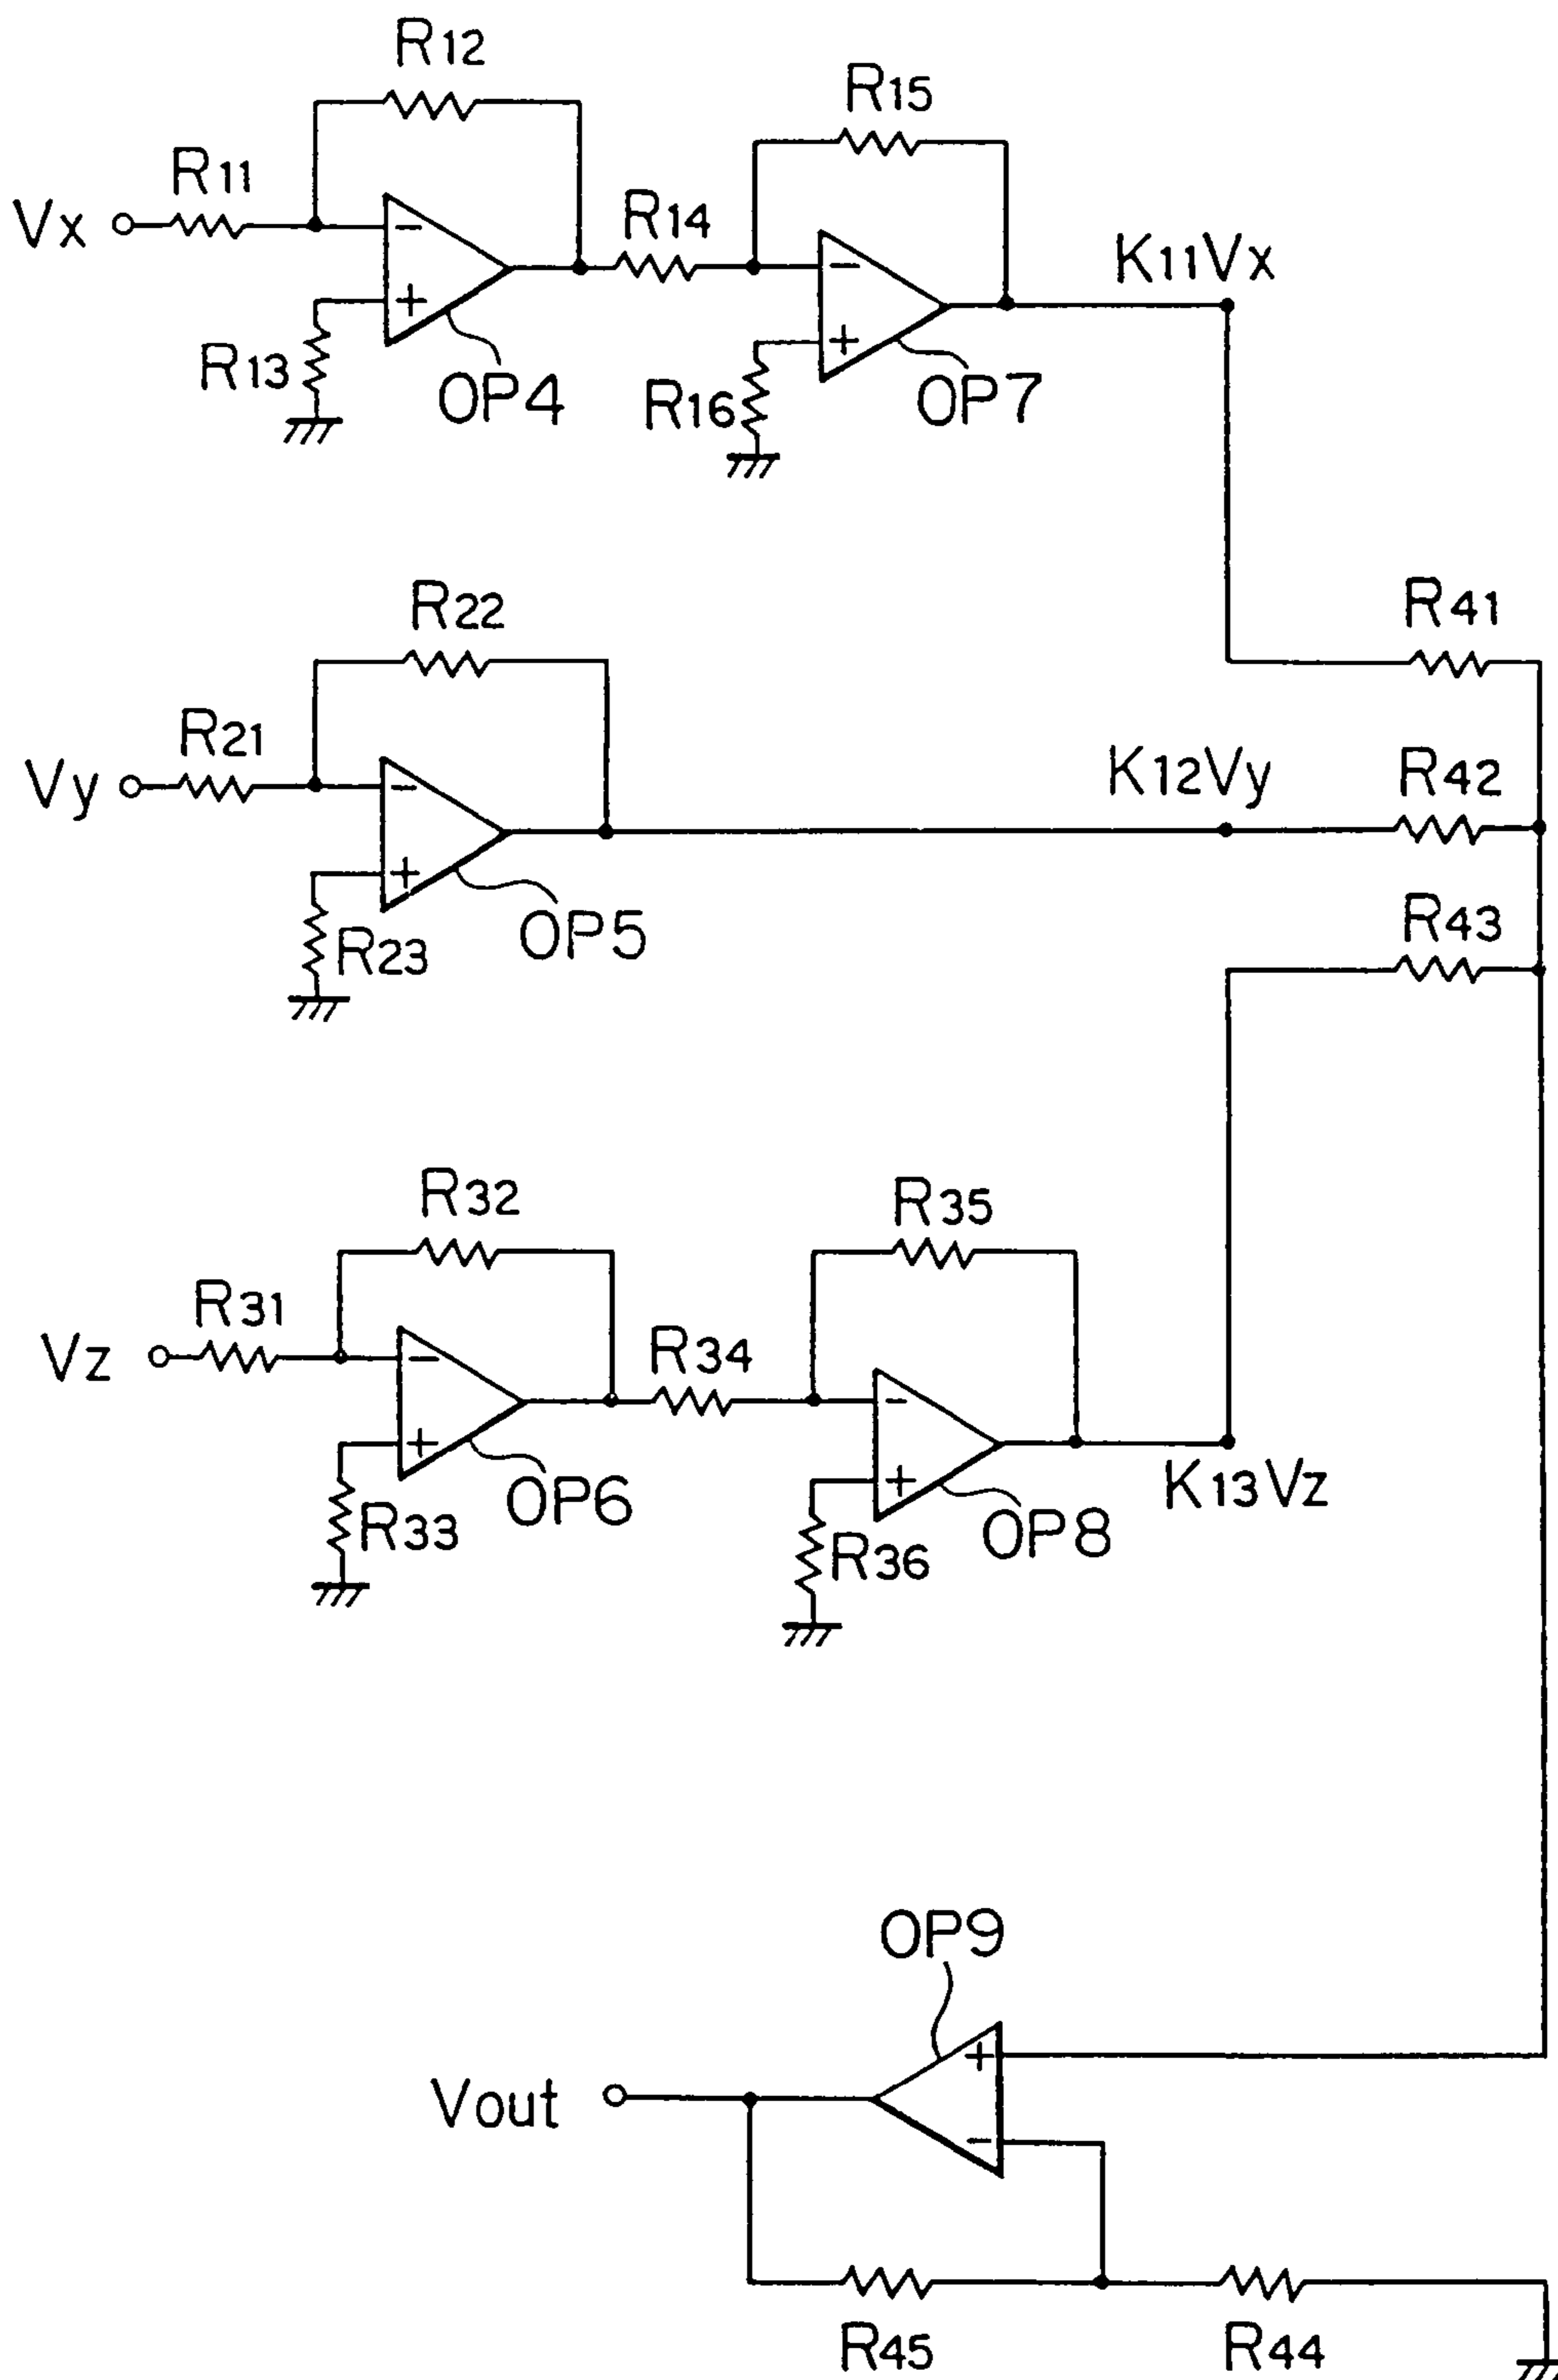 R12
R15
R11
Vx
R14
K11Vx
−
−
+
+
R13
OP4
R16
OP7
R22
R41
R21
Vy
K12Vy
R42
−
+
R43
R23
OP5
R32
R35
R31
Vz
R34
−
−
+
+
OP6
K13Vz
R33
OP8
R36
OP9
+
Vout
−
R45
R44